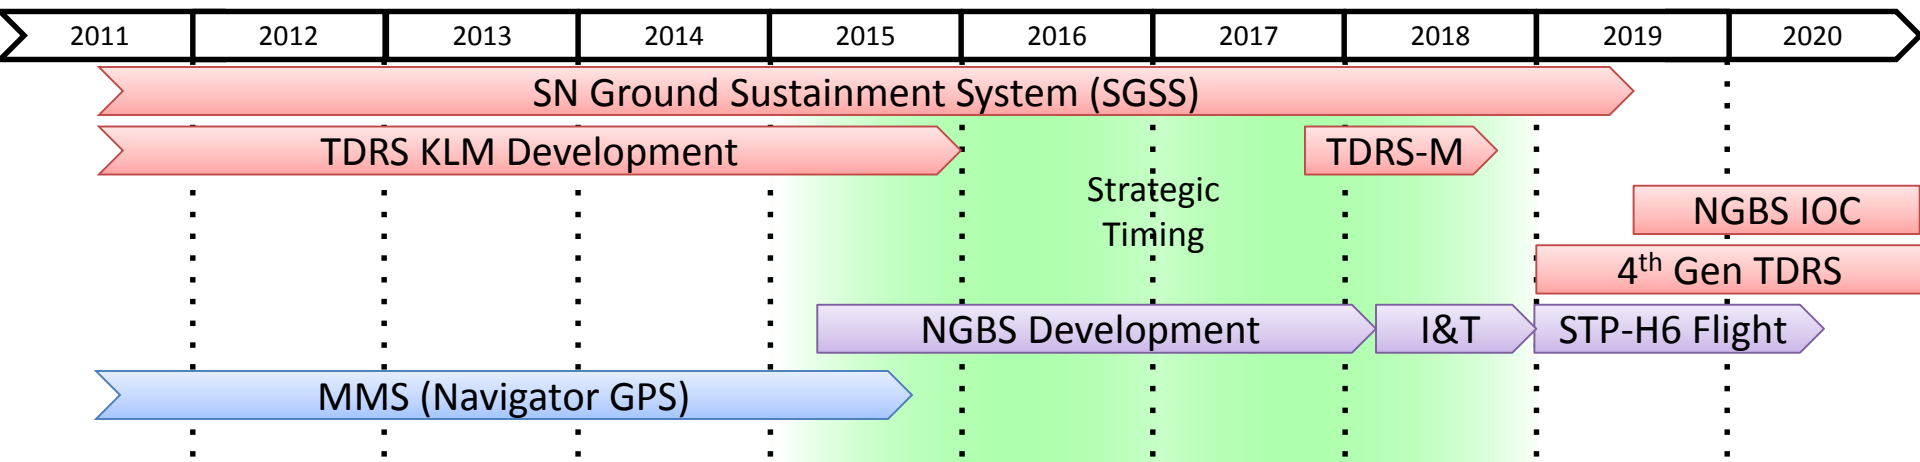 2011 2012 2013 2014 2015 2016 2017 2018 2019 2020
SN Ground Sustainment System (SGSS)
TDRS KLM Development
TDRS-M
Strategic
Timing
NGBS IOC
4th Gen TDRS
NGBS Development
I&T
STP-H6 Flight
MMS (Navigator GPS)